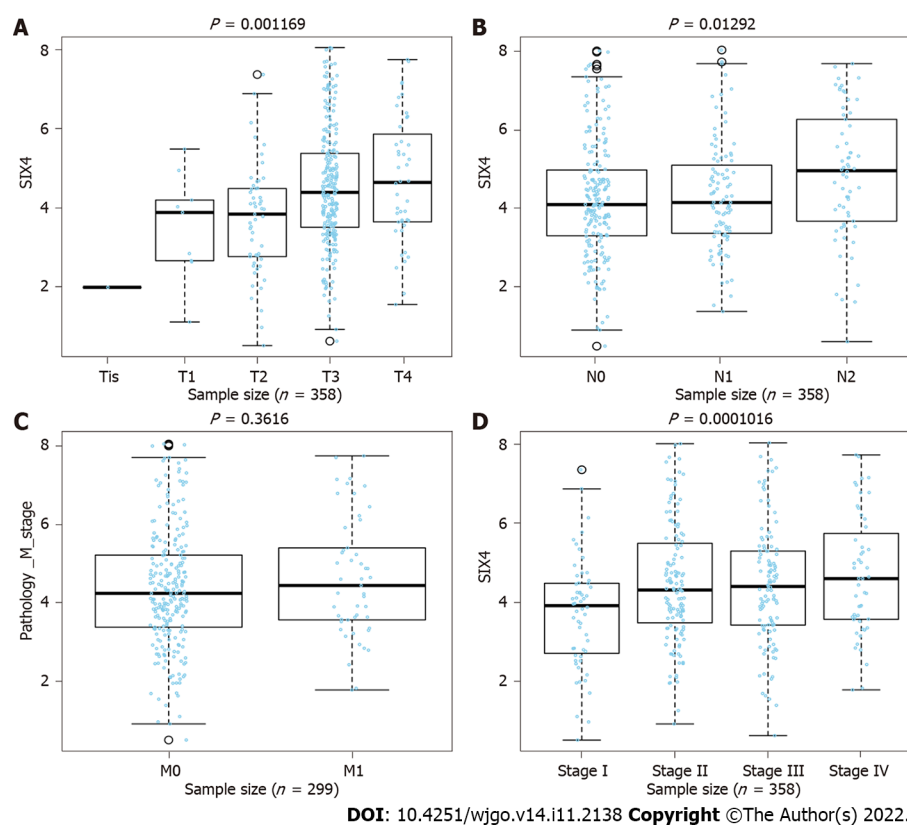 A
P = 0.001169
8
6
4
2
SIX4
Tis T1 T2 T3 T4
Sample size (n = 358)
B
P = 0.01292
8
6
4
2
SIX4
N0 N1 N2
Sample size (n = 358)
C
P = 0.3616
8
6
4
2
Pathology _M_stage
M0 M1
Sample size (n = 299)
D
P = 0.0001016
8
6
4
2
SIX4
Stage I Stage II Stage III Stage IV
Sample size (n = 358)
DOI: 10.4251/wjgo.v14.i11.2138 Copyright ©The Author(s) 2022.